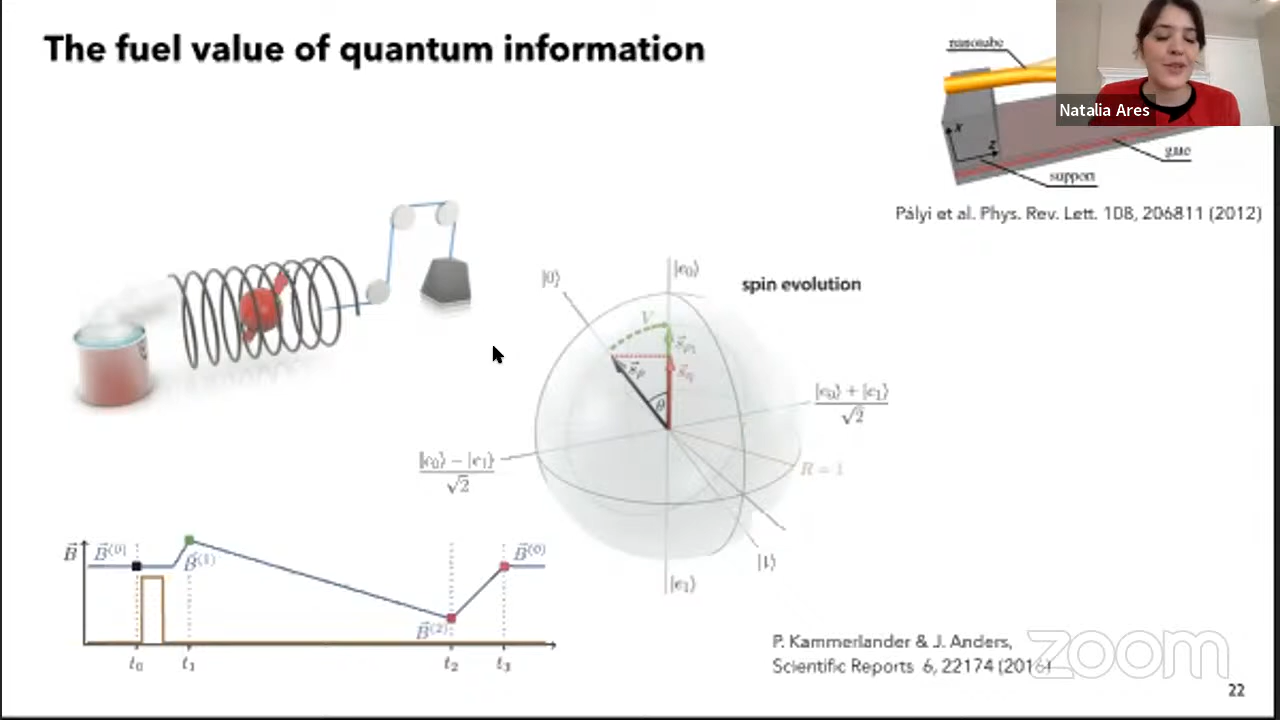 The fuel value of quantum information
nanotube
Natalia Ares
x
z
gate
support
Pályi et al. Phys. Rev. Lett. 108, 206811 (2012)
|0⟩
|e₀⟩
spin evolution
V
θ
|e₀⟩ + |e₁⟩
√2
|e₀⟩ − |e₁⟩
√2
R = 1
|1⟩
|e₁⟩
B⃗
B⃗⁽⁰⁾
B⃗⁽¹⁾
B⃗⁽²⁾
B⃗⁽⁰⁾
t₀ t₁ t₂ t₃
P. Kammerlander & J. Anders,
Scientific Reports 6, 22174 (2016)
zoom
22